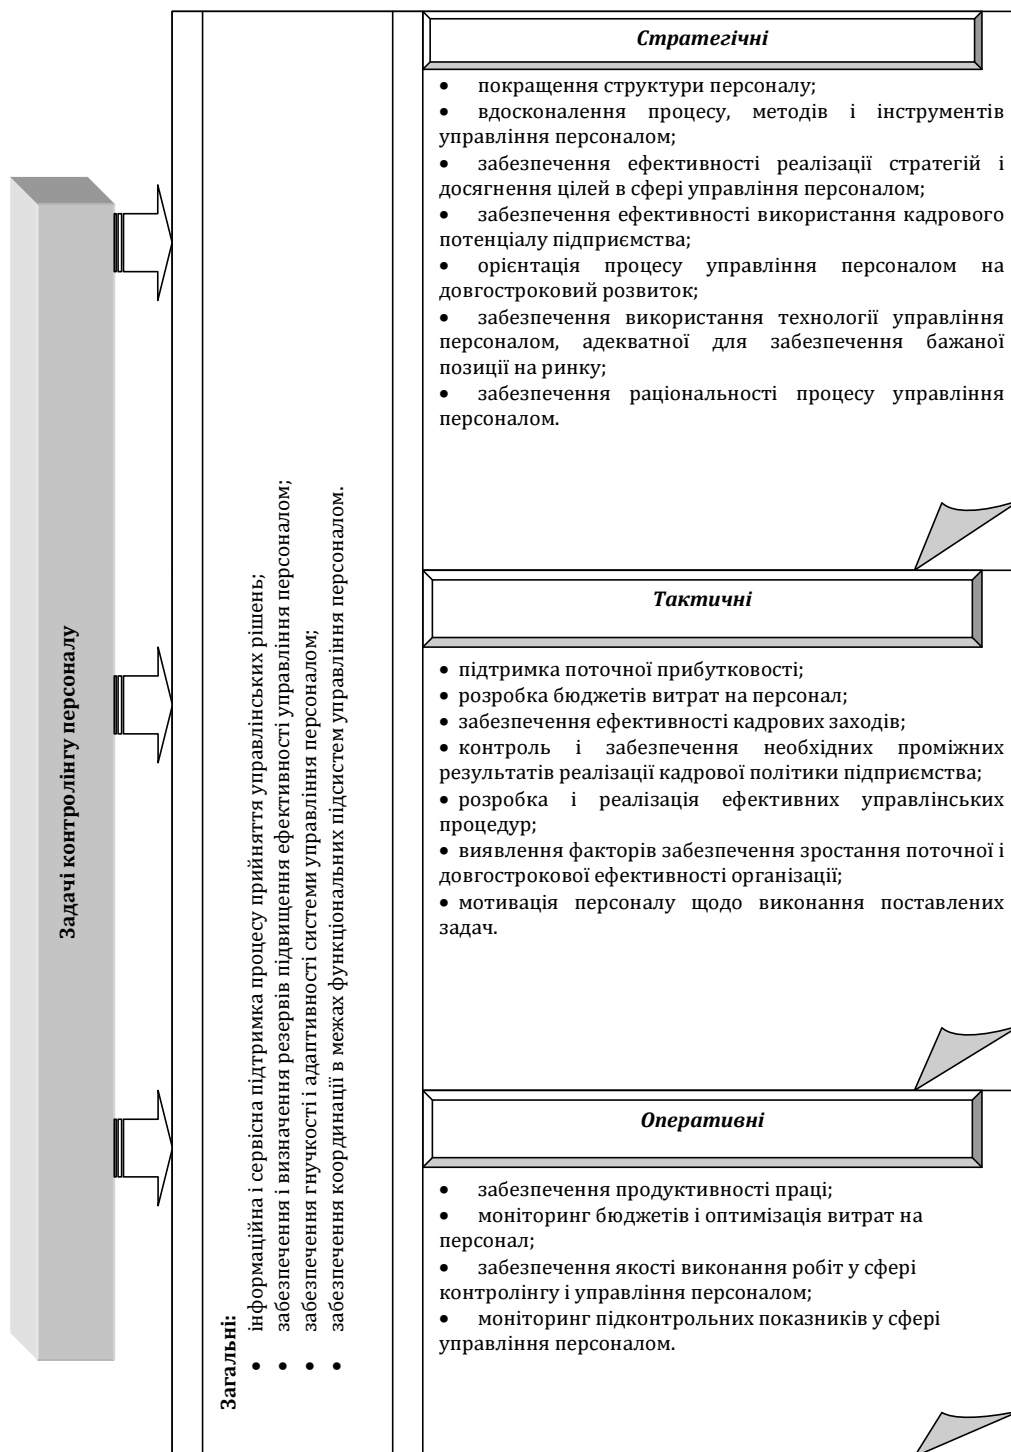 Задачі контролінгу персоналу
Загальні:
• інформаційна і сервісна підтримка процесу прийняття управлінських рішень;
• забезпечення і визначення резервів підвищення ефективності управління персоналом;
• забезпечення гнучкості і адаптивності системи управління персоналом;
• забезпечення координації в межах функціональних підсистем управління персоналом.
Стратегічні
• покращення структури персоналу;
• вдосконалення процесу, методів і інструментів
управління персоналом;
• забезпечення ефективності реалізації стратегій і
досягнення цілей в сфері управління персоналом;
• забезпечення ефективності використання кадрового
потенціалу підприємства;
• орієнтація процесу управління персоналом на
довгостроковий розвиток;
• забезпечення використання технології управління
персоналом, адекватної для забезпечення бажаної
позиції на ринку;
• забезпечення раціональності процесу управління
персоналом.
Тактичні
• підтримка поточної прибутковості;
• розробка бюджетів витрат на персонал;
• забезпечення ефективності кадрових заходів;
• контроль і забезпечення необхідних проміжних
результатів реалізації кадрової політики підприємства;
• розробка і реалізація ефективних управлінських
процедур;
• виявлення факторів забезпечення зростання поточної і
довгострокової ефективності організації;
• мотивація персоналу щодо виконання поставлених
задач.
Оперативні
• забезпечення продуктивності праці;
• моніторинг бюджетів і оптимізація витрат на
персонал;
• забезпечення якості виконання робіт у сфері
контролінгу і управління персоналом;
• моніторинг підконтрольних показників у сфері
управління персоналом.